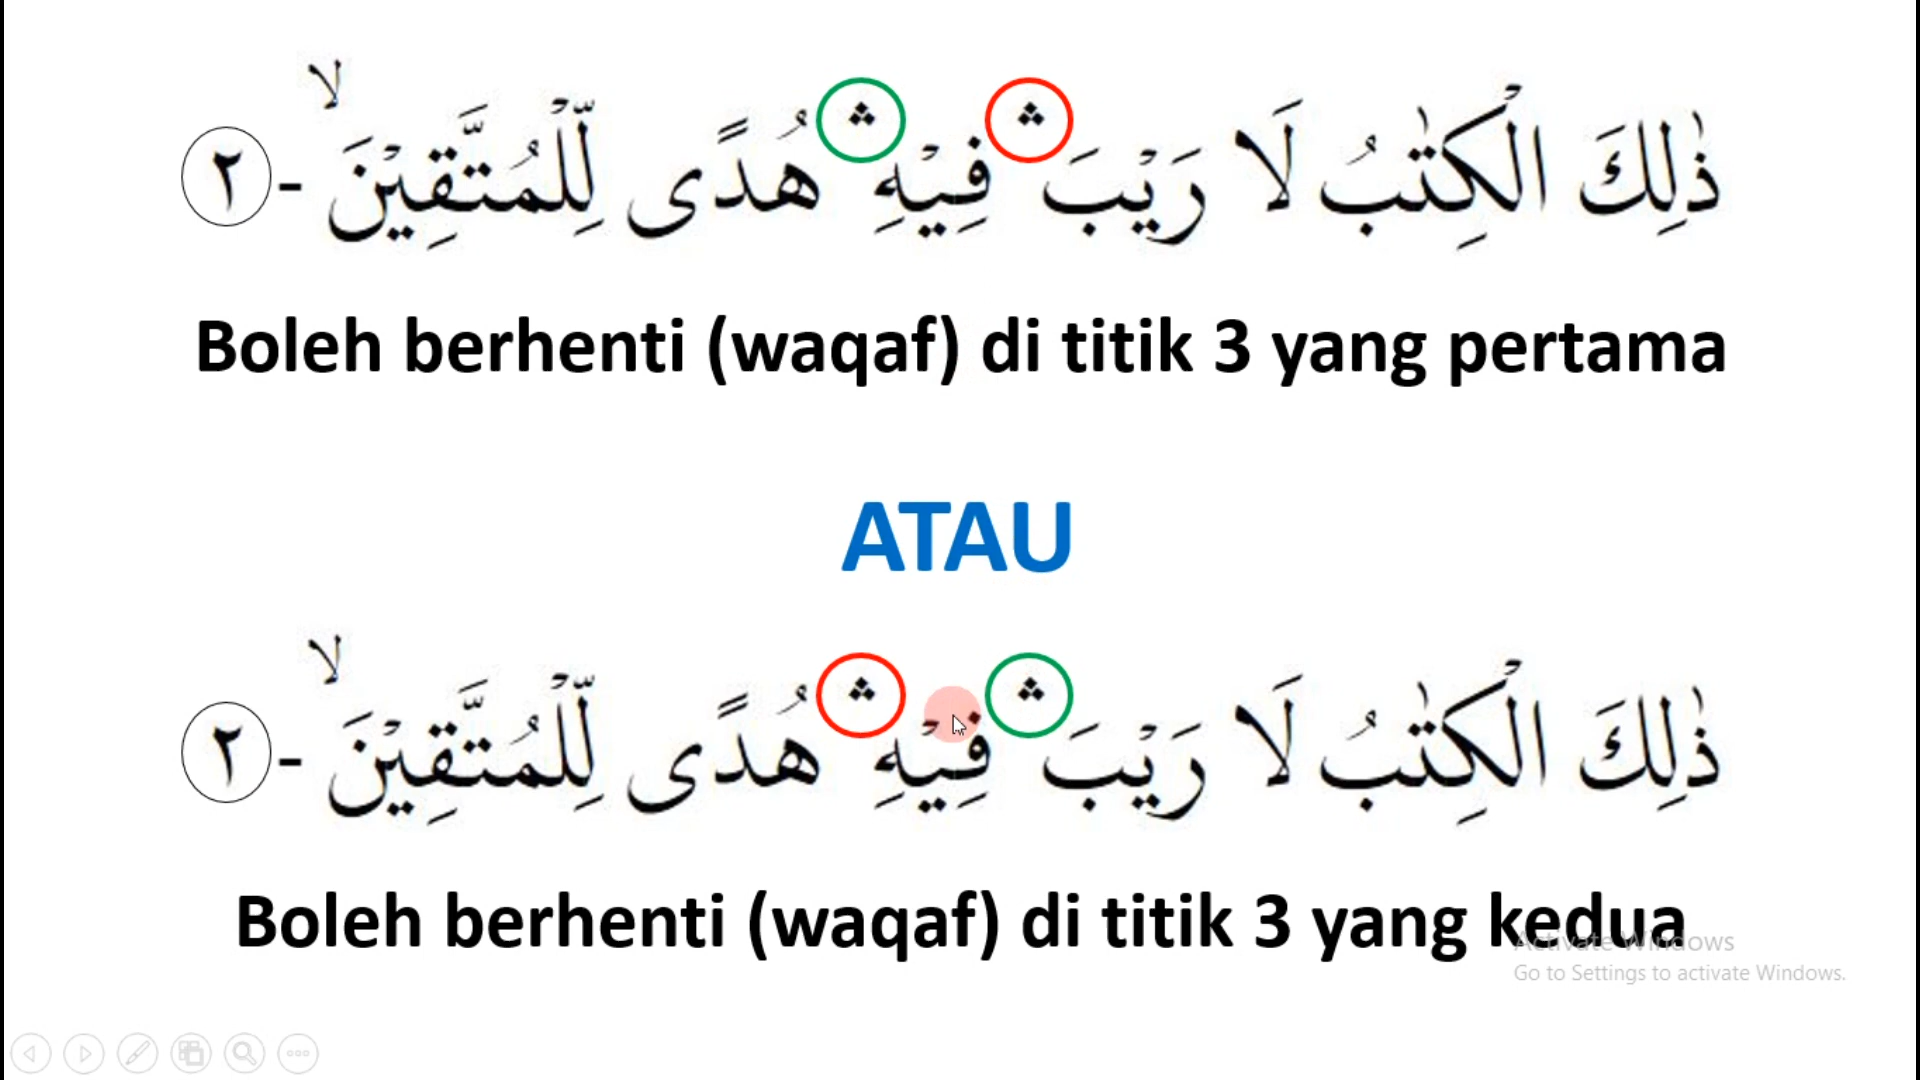 ذٰلِكَ الْكِتٰبُ لَا رَيْبَ ۛ فِيْهِ ۛ هُدًى لِّلْمُتَّقِيْنَۙ - ٢
Boleh berhenti (waqaf) di titik 3 yang pertama
ATAU
ذٰلِكَ الْكِتٰبُ لَا رَيْبَ ۛ فِيْهِ ۛ هُدًى لِّلْمُتَّقِيْنَۙ - ٢
Boleh berhenti (waqaf) di titik 3 yang kedua
Activate Windows
Go to Settings to activate Windows.